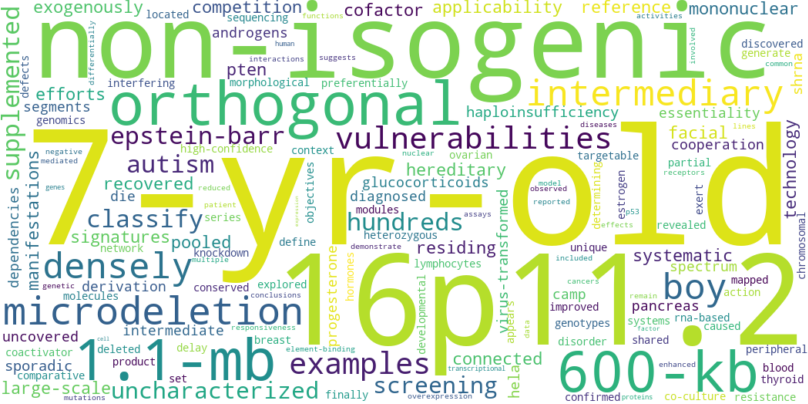 exogenously located competition cofactor applicability reference mononuclear
sequencing functions activities
non-isogenic
differentially androgens human discovered
defects interactions suggests involved generate
supplemented interfering pten morphological preferentially common shrna
efforts orthogonal intermediary
segments genomics haploinsufficiency essentiality
epstein-barr vulnerabilities facial diseases lines
negative mediated high-confidence context nuclear ovarian targetable cooperation technology
manifestations autism hereditary partial receptors
genes recovered reduced glucocorticoids model determining
7-yr-old
dependencies die patient series objectives diagnosed observed reported estrogen p53 effects exert
classify modules hundreds heterozygous revealed
signatures pooled assays virus-transformed unique systematic chromosomal
network knockdown define demonstrate residing spectrum
densely multiple progesterone hormones lymphocytes included mapped
genetic derivation conserved expression developmental cancers action
molecules explored camp improved pancreas boy
16p11.2
microdeletion conclusions remain genotypes rna-based
intermediate responsiveness appears systems caused
uncovered cell breast data factor shared
coactivator deleted delay element-binding disorder peripheral
sporadic 1.1-mb examples connected enhanced blood
comparative product set transcriptional hela 600-kb thyroid
large-scale uncharacterized finally screening
mutations overexpression confirmed proteins co-culture resistance